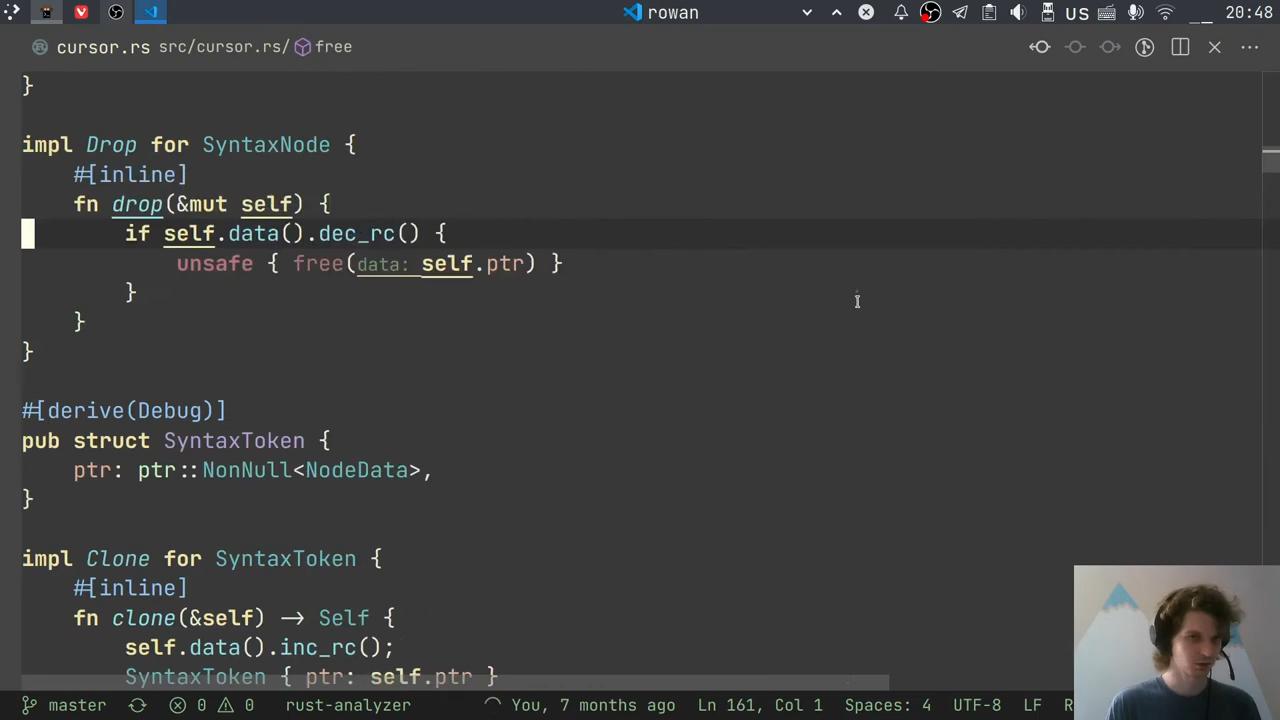 rowan
US
20:48
cursor.rs src/cursor.rs/ free
}
impl Drop for SyntaxNode {
#[inline]
fn drop(&mut self) {
if self.data().dec_rc() {
unsafe { free(data: self.ptr) }
}
}
}
#[derive(Debug)]
pub struct SyntaxToken {
ptr: ptr::NonNull<NodeData>,
}
impl Clone for SyntaxToken {
#[inline]
fn clone(&self) -> Self {
self.data().inc_rc();
SyntaxToken { ptr: self.ptr }
master 0 0 rust-analyzer You, 7 months ago Ln 161, Col 1 Spaces: 4 UTF-8 LF